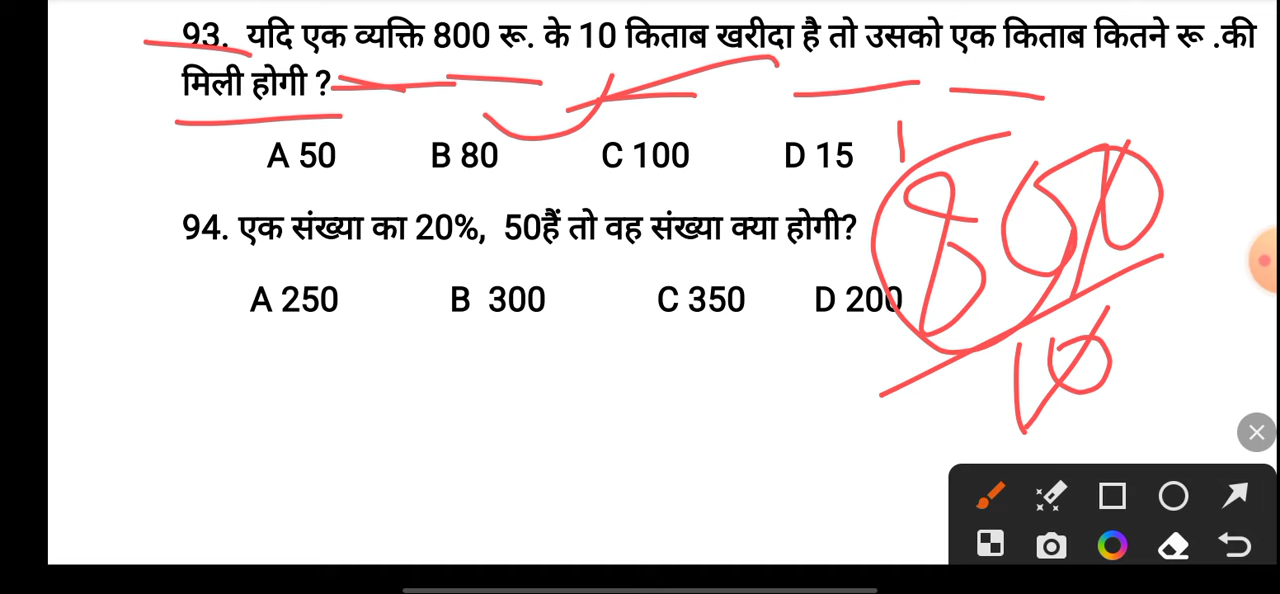 93. यदि एक व्यक्ति 800 रू. के 10 किताब खरीदा है तो उसको एक किताब कितने रू .की
मिली होगी ?
A 50 B 80 C 100 D 15
94. एक संख्या का 20%, 50हैं तो वह संख्या क्या होगी?
A 250 B 300 C 350 D 200
800
10